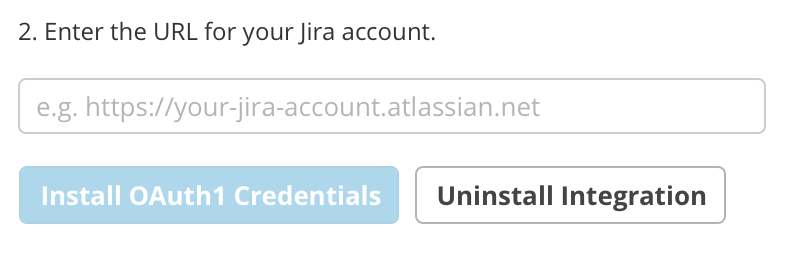 2. Enter the URL for your Jira account.
e.g. https://your-jira-account.atlassian.net
Install OAuth1 Credentials
Uninstall Integration